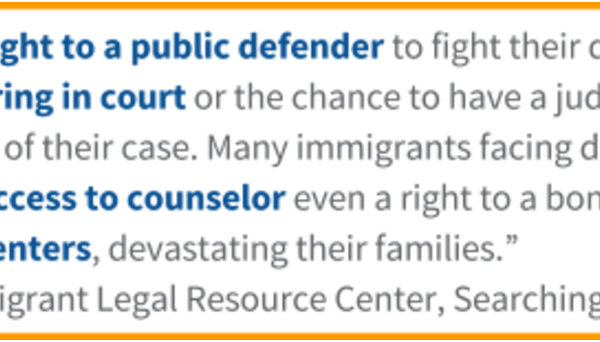 ght to a public defender to fight their d
ring in court or the chance to have a jud
of their case. Many immigrants facing d
ccess to counselor even a right to a bon
enters, devastating their families.”
igrant Legal Resource Center, Searching